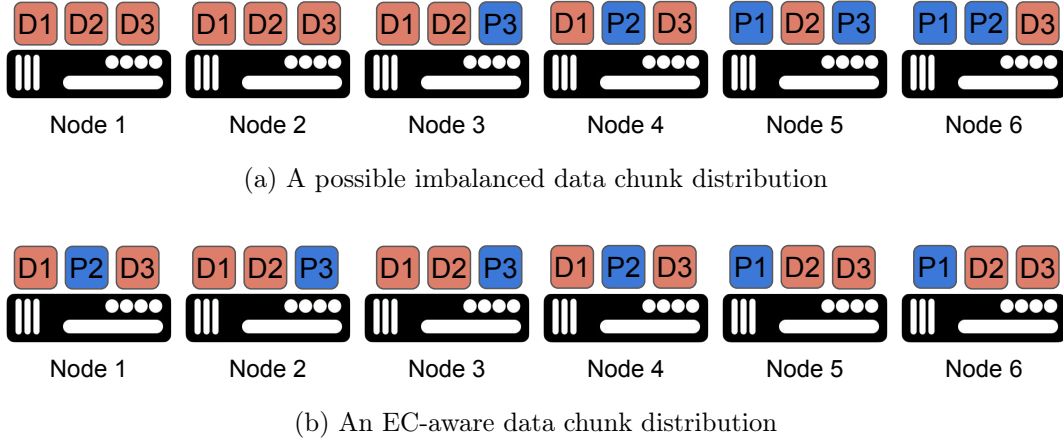 D1 D2 D3 D1 D2 D3 D1 D2 P3 D1 P2 D3 P1 D2 P3 P1 P2 D3
Node 1 Node 2 Node 3 Node 4 Node 5 Node 6
(a) A possible imbalanced data chunk distribution
D1 P2 D3 D1 D2 P3 D1 D2 P3 D1 P2 D3 P1 D2 D3 P1 D2 D3
Node 1 Node 2 Node 3 Node 4 Node 5 Node 6
(b) An EC-aware data chunk distribution